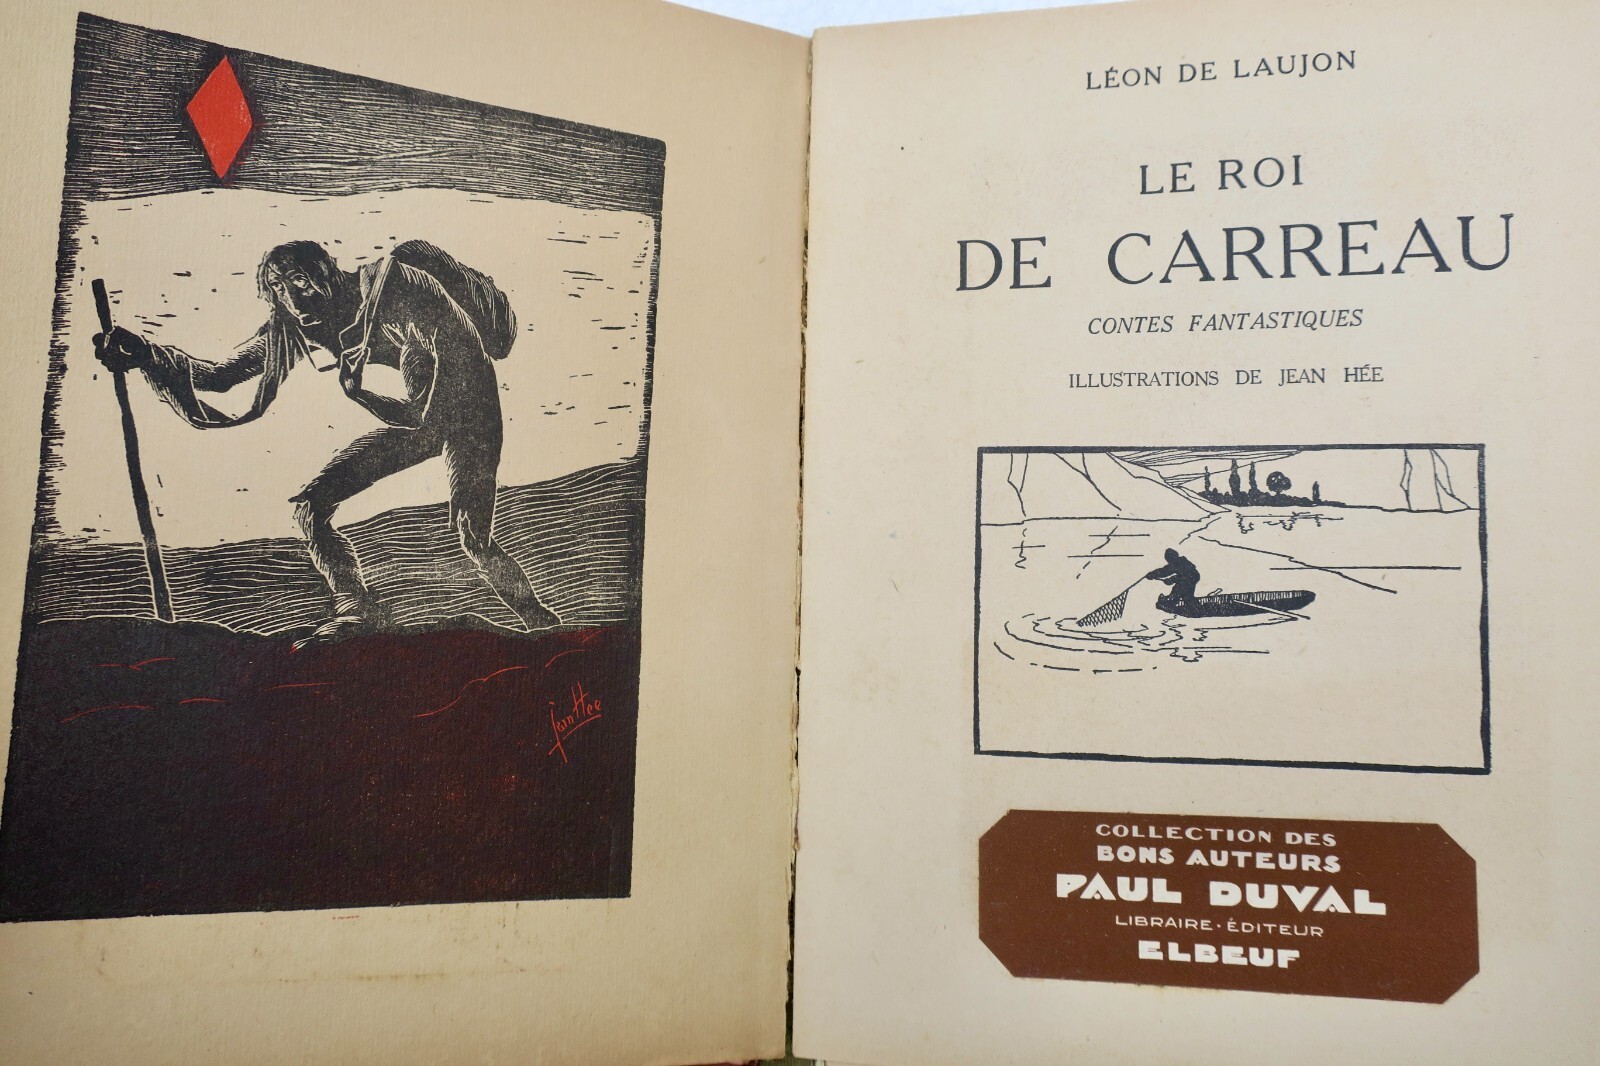 jean Hée
LÉON DE LAUJON
LE ROI
DE CARREAU
CONTES FANTASTIQUES
ILLUSTRATIONS DE JEAN HÉE
COLLECTION DES
BONS AUTEURS
PAUL DUVAL
LIBRAIRE·ÉDITEUR
ELBEUF